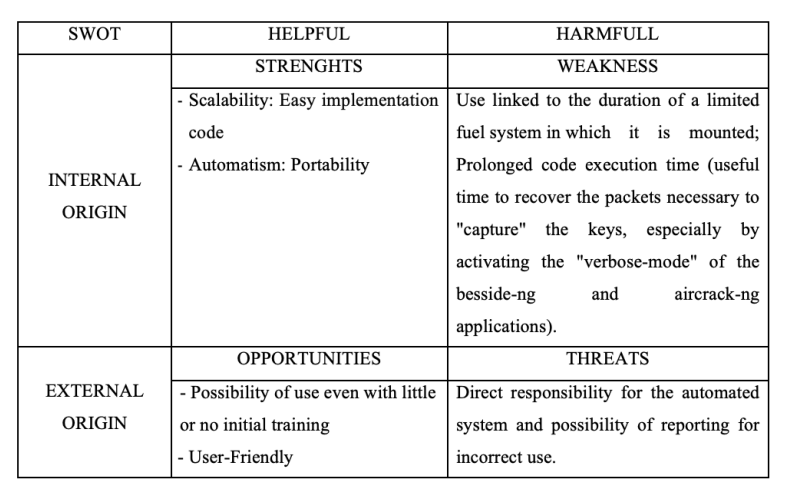 SWOT HELPFUL HARMFULL
STRENGHTS WEAKNESS
INTERNAL
ORIGIN
- Scalability: Easy implementation
code
- Automatism: Portability
Use linked to the duration of a limited
fuel system in which it is mounted;
Prolonged code execution time (useful
time to recover the packets necessary to
"capture" the keys, especially by
activating the "verbose-mode" of the
besside-ng and aircrack-ng
applications).
OPPORTUNITIES THREATS
EXTERNAL
ORIGIN
- Possibility of use even with little
or no initial training
- User-Friendly
Direct responsibility for the automated
system and possibility of reporting for
incorrect use.